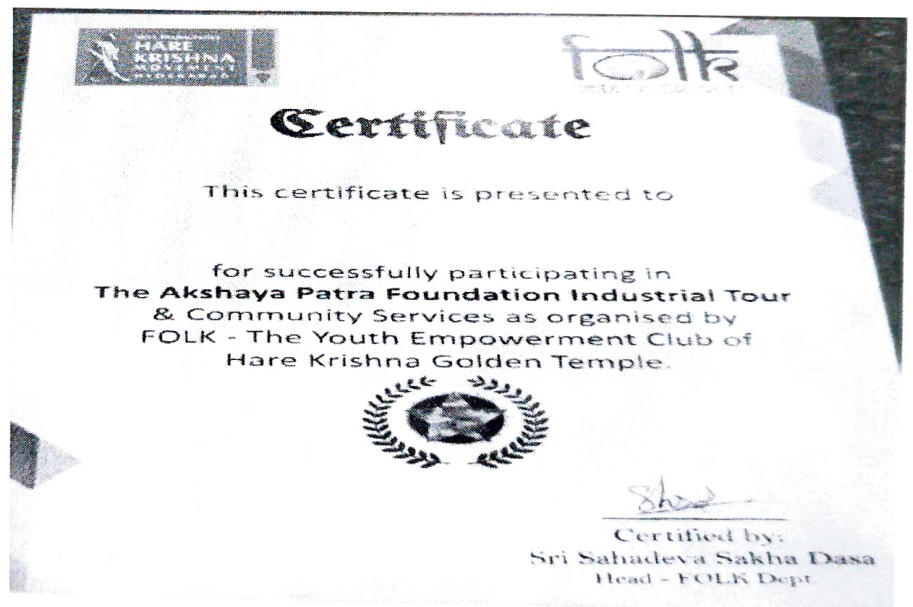 HARE
KRISHNA
MOVEMENT
HYDERABAD
folk
Certificate
This certificate is presented to
for successfully participating in
The Akshaya Patra Foundation Industrial Tour
& Community Services as organised by
FOLK - The Youth Empowerment Club of
Hare Krishna Golden Temple.
Certified by:
Sri Sahadeva Sakha Dasa
Head - FOLK Dept.